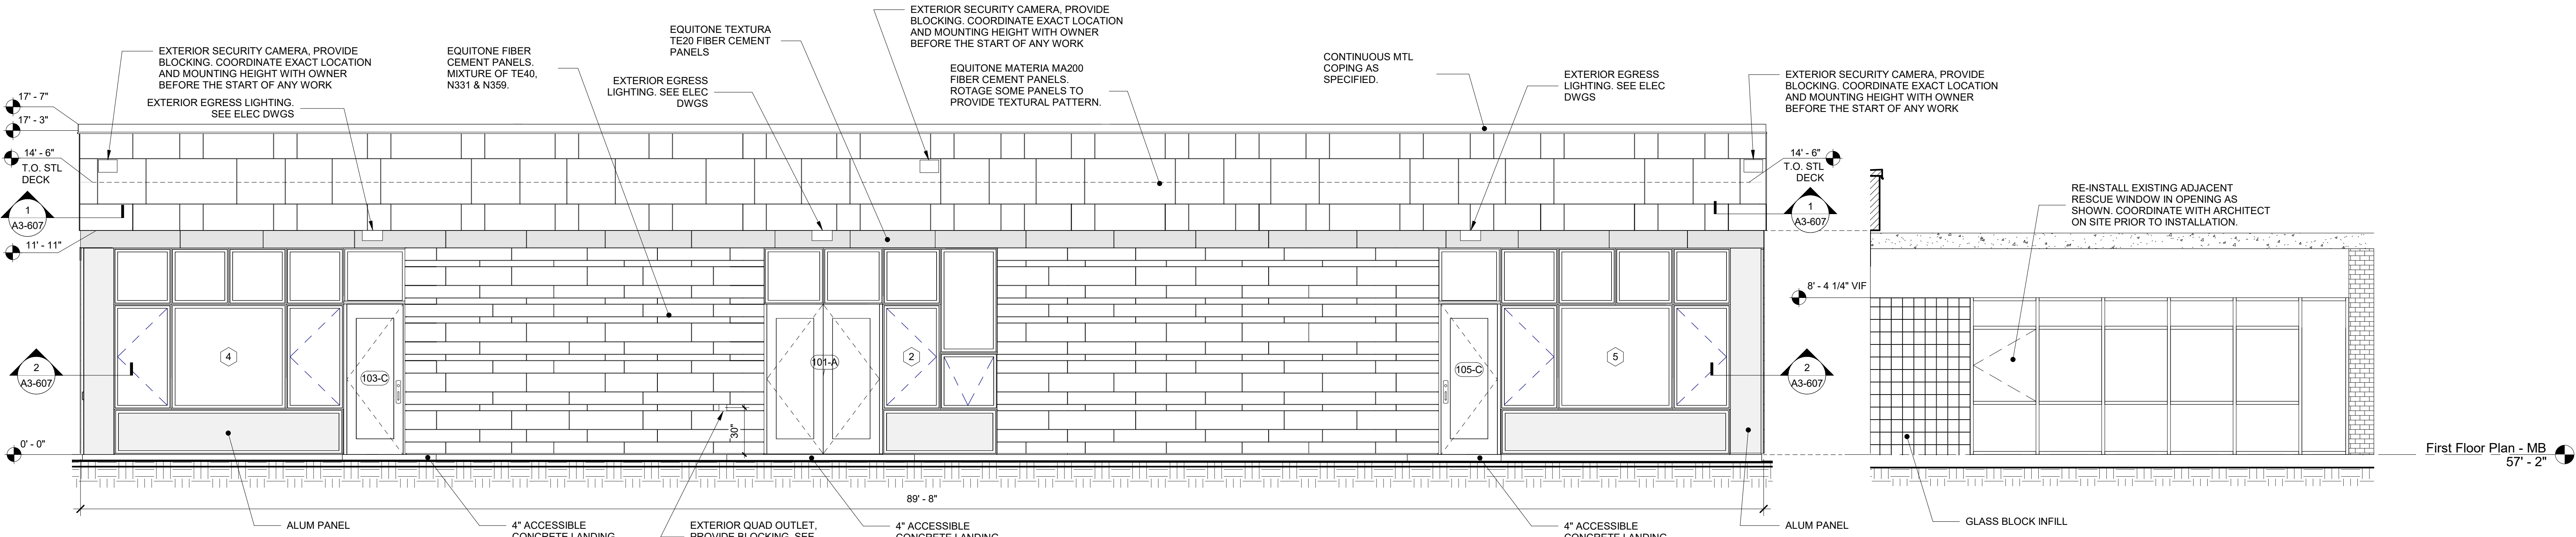 EXTERIOR SECURITY CAMERA, PROVIDE
BLOCKING. COORDINATE EXACT LOCATION
AND MOUNTING HEIGHT WITH OWNER
BEFORE THE START OF ANY WORK
EXTERIOR EGRESS LIGHTING.
SEE ELEC DWGS
EQUITONE FIBER
CEMENT PANELS.
MIXTURE OF TE40,
N331 & N359.
EQUITONE TEXTURA
TE20 FIBER CEMENT
PANELS
EXTERIOR EGRESS
LIGHTING. SEE ELEC
DWGS
EXTERIOR SECURITY CAMERA, PROVIDE
BLOCKING. COORDINATE EXACT LOCATION
AND MOUNTING HEIGHT WITH OWNER
BEFORE THE START OF ANY WORK
EQUITONE MATERIA MA200
FIBER CEMENT PANELS.
ROTAGE SOME PANELS TO
PROVIDE TEXTURAL PATTERN.
CONTINUOUS MTL
COPING AS
SPECIFIED.
EXTERIOR EGRESS
LIGHTING. SEE ELEC
DWGS
EXTERIOR SECURITY CAMERA, PROVIDE
BLOCKING. COORDINATE EXACT LOCATION
AND MOUNTING HEIGHT WITH OWNER
BEFORE THE START OF ANY WORK
17' - 7"
17' - 3"
14' - 6"
T.O. STL
DECK
1
A3-607
11' - 11"
2
A3-607
0' - 0"
4
103-C
30"
101-A
2
105-C
5
14' - 6"
T.O. STL
DECK
1
A3-607
8' - 4 1/4" VIF
2
A3-607
RE-INSTALL EXISTING ADJACENT
RESCUE WINDOW IN OPENING AS
SHOWN. COORDINATE WITH ARCHITECT
ON SITE PRIOR TO INSTALLATION.
First Floor Plan - MB
57' - 2"
89' - 8"
ALUM PANEL
4" ACCESSIBLE
CONCRETE LANDING
EXTERIOR QUAD OUTLET,
PROVIDE BLOCKING. SEE
4" ACCESSIBLE
CONCRETE LANDING
4" ACCESSIBLE
CONCRETE LANDING
ALUM PANEL
GLASS BLOCK INFILL